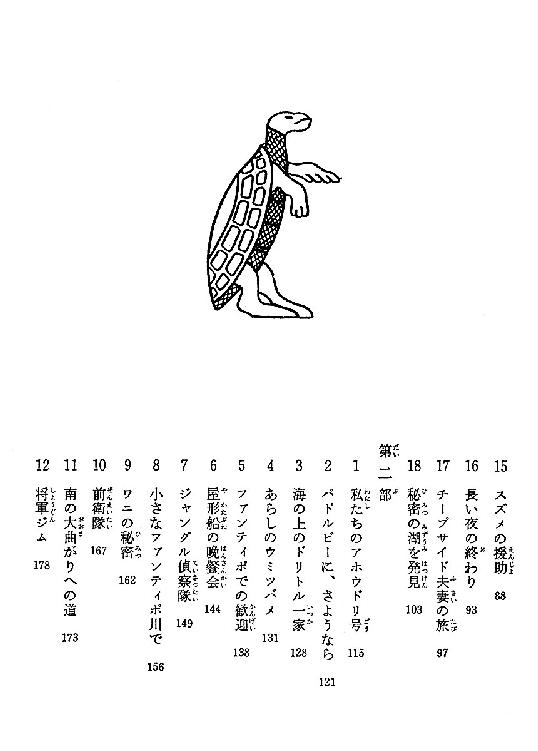 15 スズメの援助 88
16 長い夜の終わり 93
17 チープサイド夫妻の旅 97
18 秘密の湖を発見 103
第二部
1 私たちのアホウドリ号 115
2 パドルビーに、さようなら 121
3 海の上のドリトル一家 128
4 あらしのウミツバメ 131
5 ファンティポでの歓迎 138
6 屋形船の晩餐会 144
7 ジャングル偵察隊 149
8 小さなファンティポ川で 156
9 ワニの秘密 162
10 前衛隊 167
11 南の大曲がりへの道 173
12 将軍ジム 178